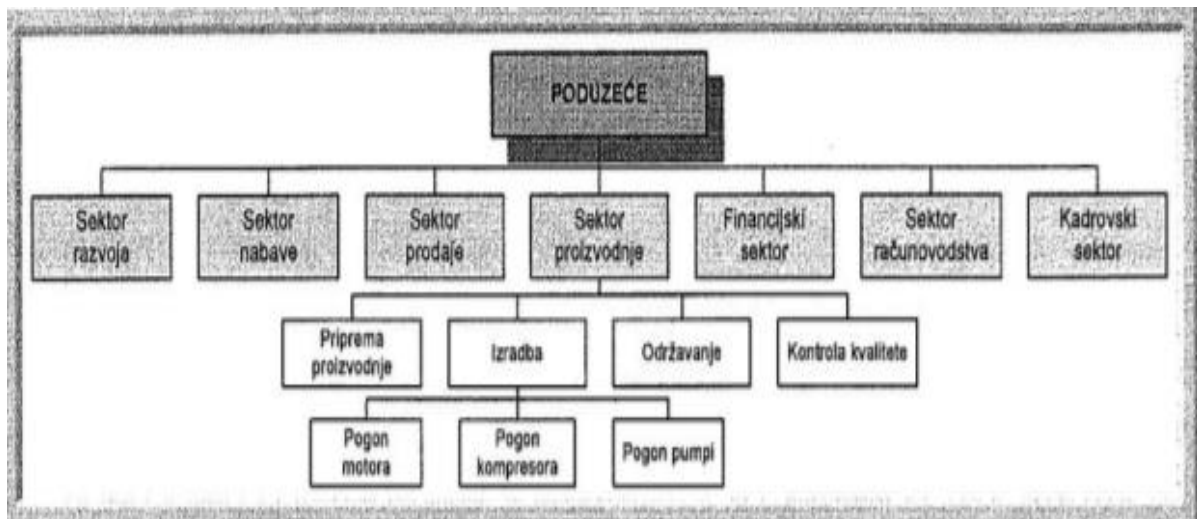 PODUZEĆE
Sektor
razvoja
Sektor
nabave
Sektor
prodaje
Sektor
proizvodnje
Financijski
sektor
Sektor
računovodstva
Kadrovski
sektor
Priprema
proizvodnje
Izradba
Održavanje
Kontrola kvalitete
Pogon
motora
Pogon
kompresora
Pogon pumpi